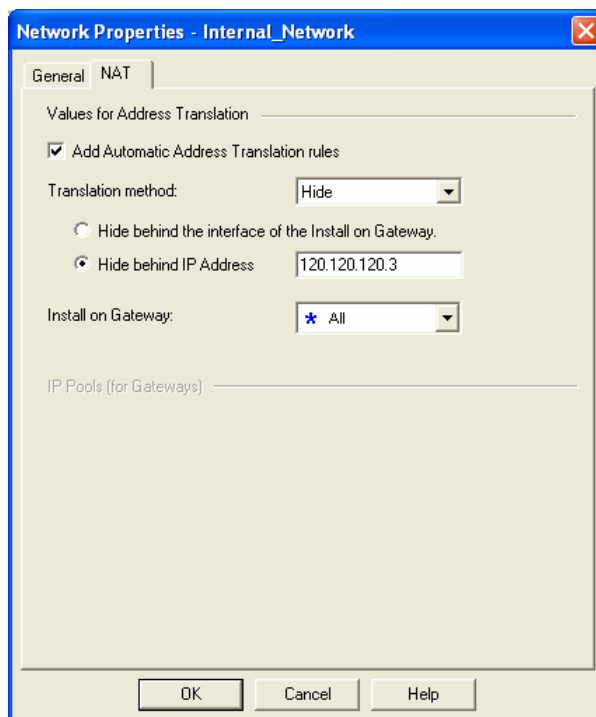 Network Properties - Internal_Network
General NAT
Values for Address Translation
Add Automatic Address Translation rules
Translation method: Hide
Hide behind the interface of the Install on Gateway.
Hide behind IP Address 120.120.120.3
Install on Gateway: * All
IP Pools (for Gateways)
OK Cancel Help